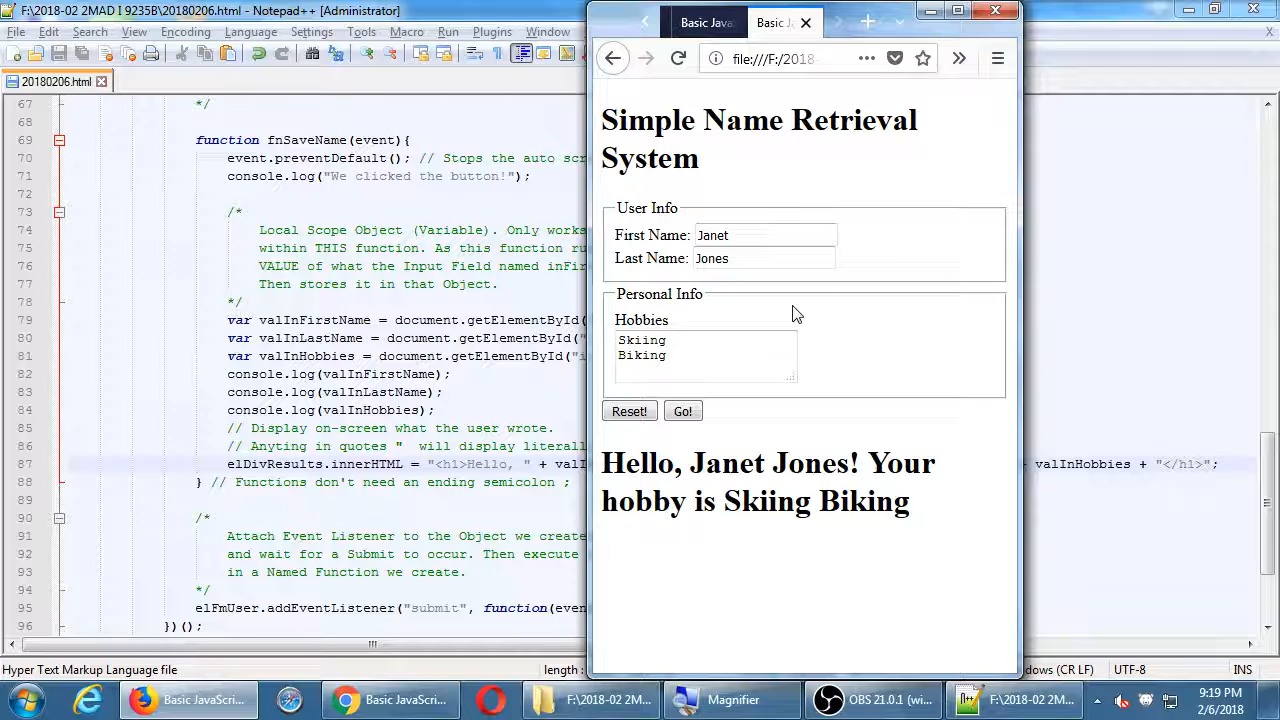 F:\2018-02 2MAD I 9235B\20180206.html - Notepad++ [Administrator]
File Edit Search View Encoding Language Settings Tools Macro Run Plugins Window
X
20180206.html
67 */
68
69 function fnSaveName(event){
70 event.preventDefault(); // Stops the auto scr
71 console.log("We clicked the button!");
72
73 /*
74 Local Scope Object (Variable). Only works
75 within THIS function. As this function ru
76 VALUE of what the Input Field named inFir
77 Then stores it in that Object.
78 */
79 var valInFirstName = document.getElementById(
80 var valInLastName = document.getElementById("
81 var valInHobbies = document.getElementById("i
82 console.log(valInFirstName);
83 console.log(valInLastName);
84 console.log(valInHobbies);
85 // Display on-screen what the user wrote.
86 // Anyting in quotes " will display literall
87 elDivResults.innerHTML = "<h1>Hello, " + valI
valInHobbies + "</h1>";
88 } // Functions don't need an ending semicolon ;
89
90 /*
91 Attach Event Listener to the Object we create
92 and wait for a Submit to occur. Then execute
93 in a Named Function we create.
94 */
95 elFmUser.addEventListener("submit", function(even
96 })();
Hyper Text Markup Language file
length :
dows (CR LF)
UTF-8
INS
Basic Java
Basic J
file:///F:/2018-
Simple Name Retrieval
System
User Info
First Name: Janet
Last Name: Jones
Personal Info
Hobbies
Skiing
Biking
Reset! Go!
Hello, Janet Jones! Your
hobby is Skiing Biking
Basic JavaScri...
Basic JavaScri...
F:\2018-02 2M...
Magnifier
OBS 21.0.1 (wi...
F:\2018-02 2M...
9:19 PM
2/6/2018